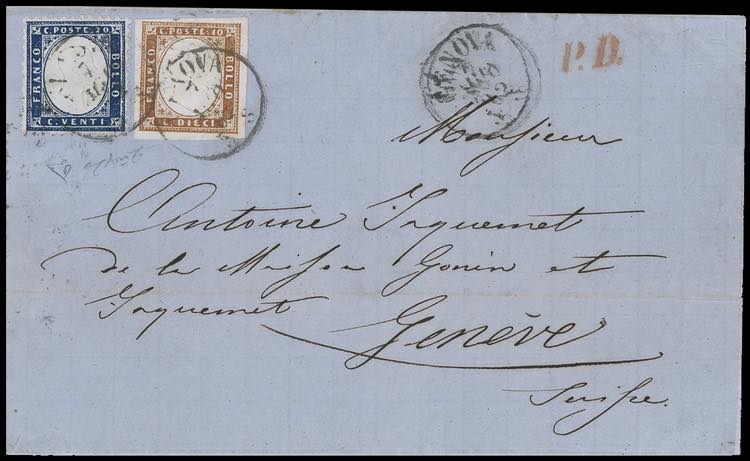 C. POSTE. 20
FRANCO
BOLLO
C. VENTI
C. POSTE. 10
FRANCO
BOLLO
C. DIECI
GENOVA
GENOVA
P.D.
Monsieur
Antoine Jaquemet
de la Maison Gonin et
Jaquemet
Genève
Suisse